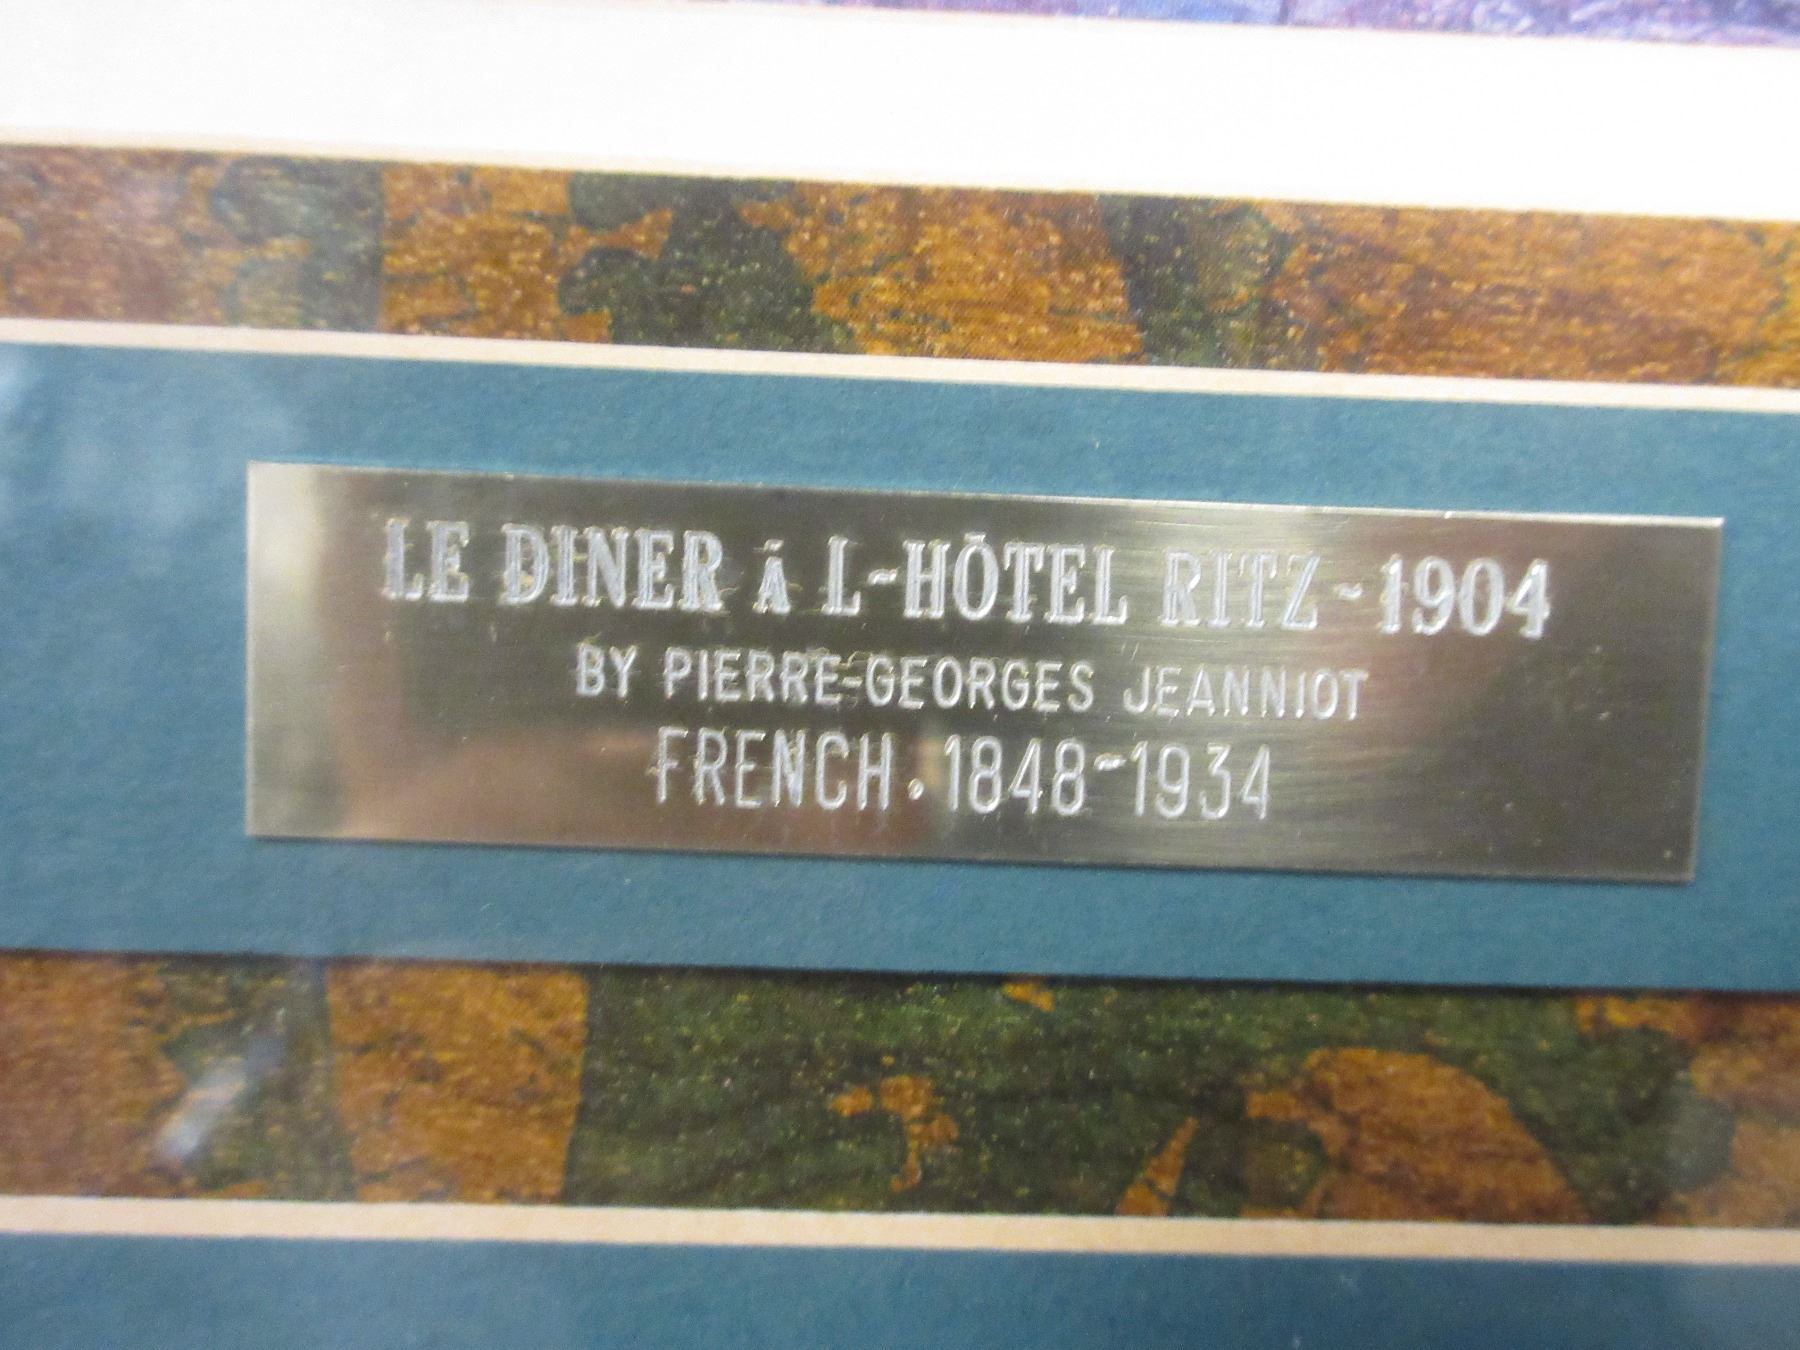 LE DINER Á L-HÔTEL RITZ-1904
BY PIERRE-GEORGES JEANNIOT
FRENCH·1848-1934